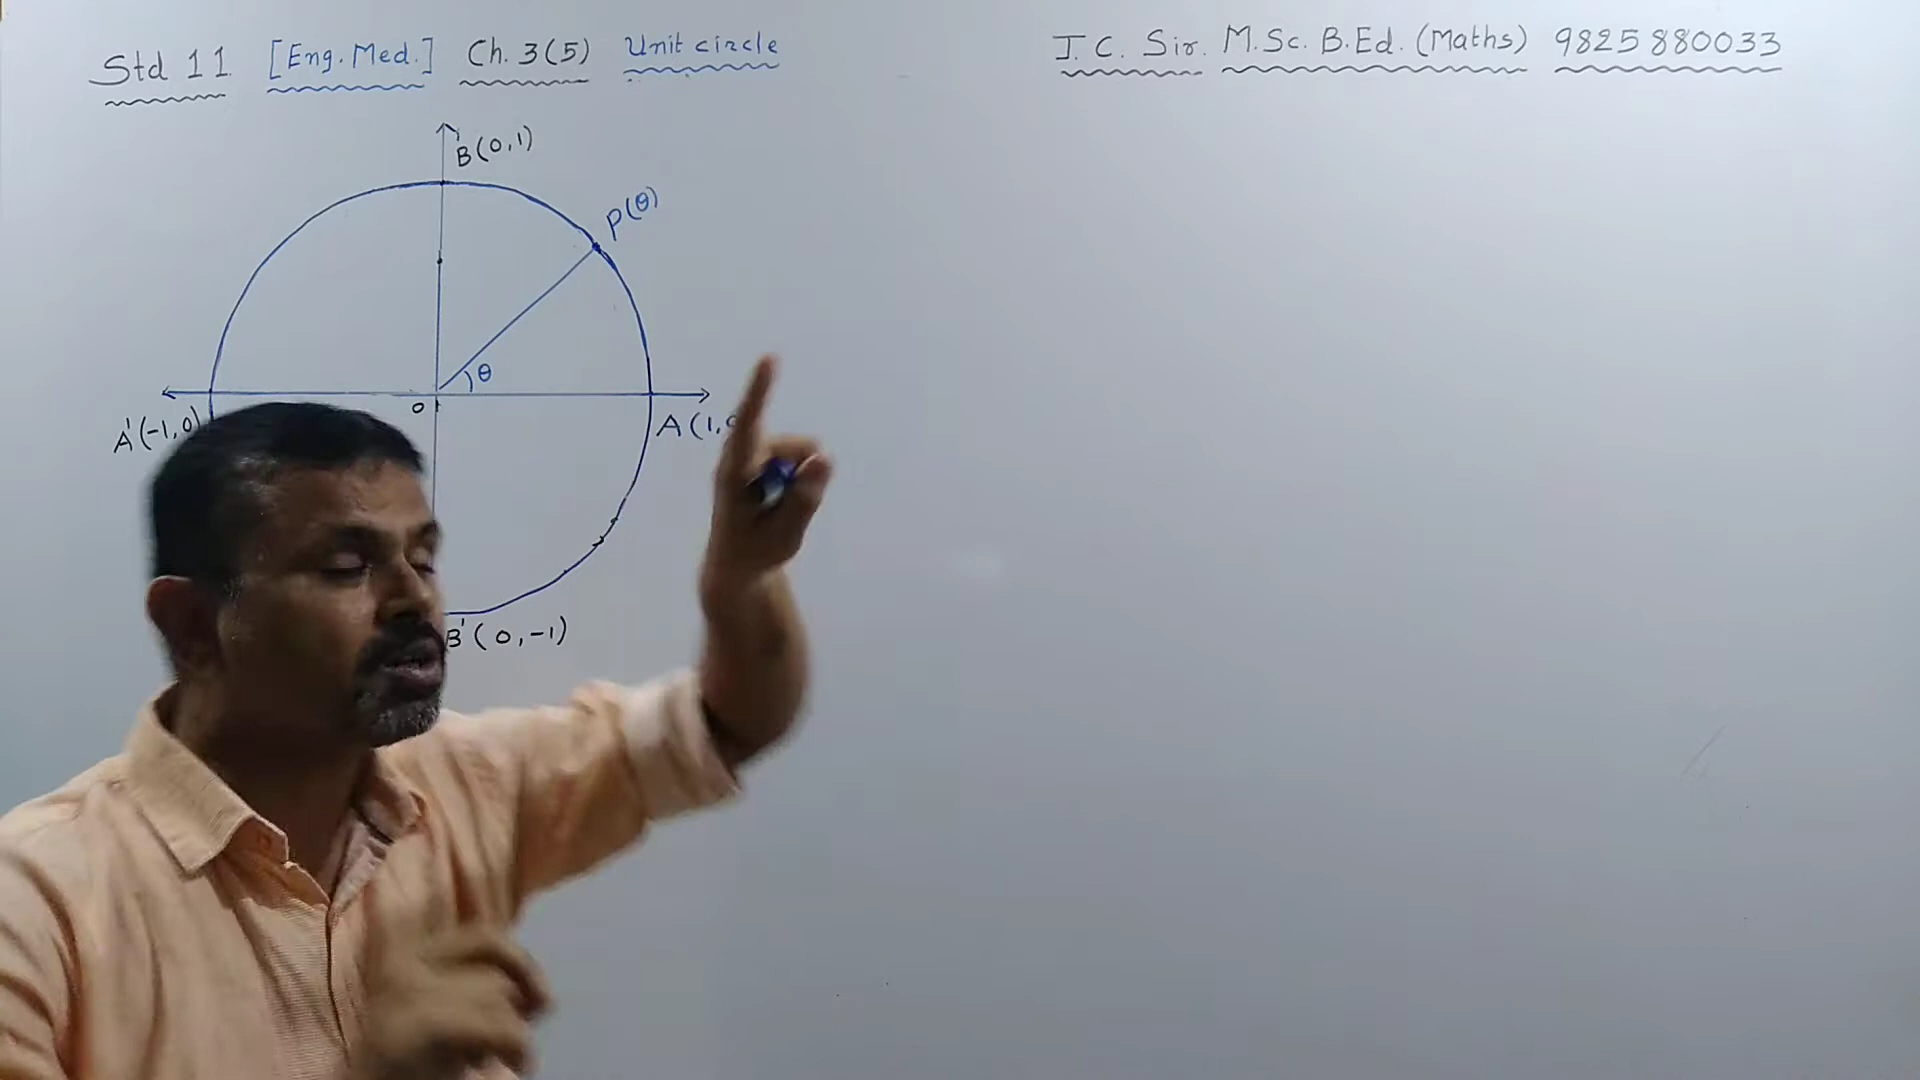 Std 11 [Eng. Med.] Ch. 3(5) Unit circle
J. C. Sir. M.Sc. B.Ed. (Maths) 9825880033
B(0,1)
P(θ)
θ
O
A'(-1,0)
A(1,
B'(0,-1)